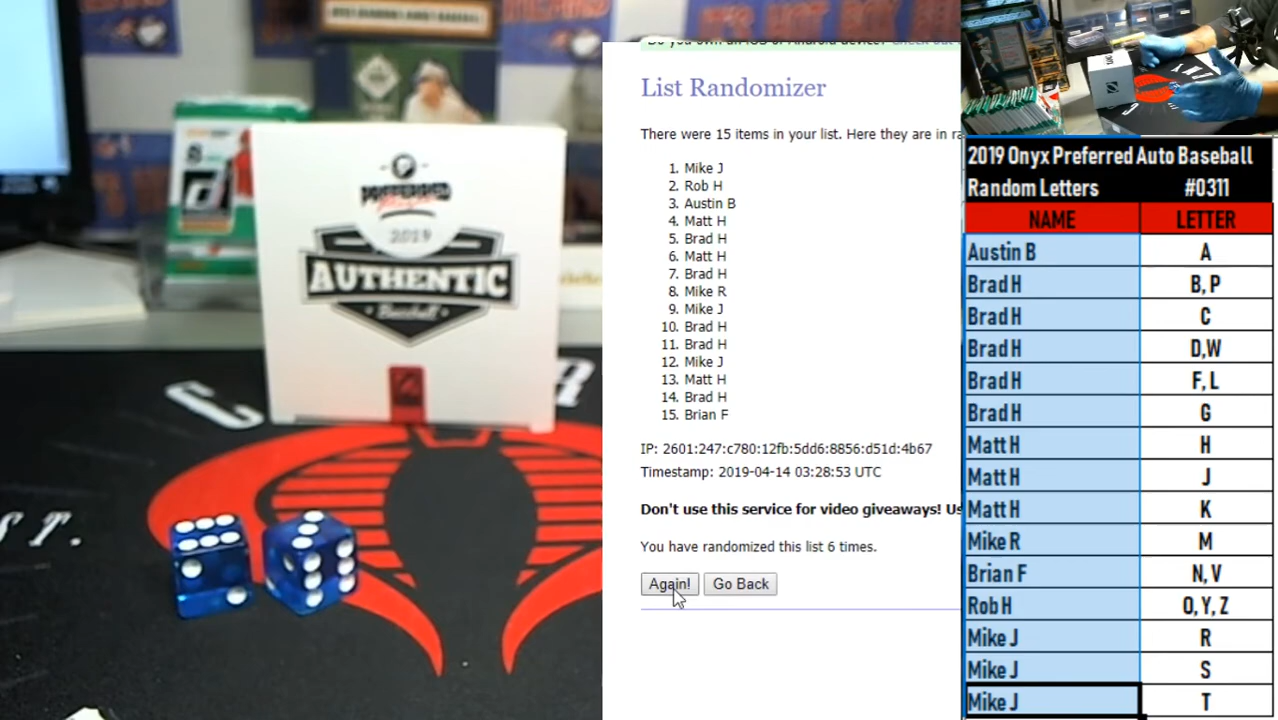 PREFERRED
2019
AUTHENTIC
Baseball
ST.
List Randomizer
There were 15 items in your list. Here they are in ra
1. Mike J
2. Rob H
3. Austin B
4. Matt H
5. Brad H
6. Matt H
7. Brad H
8. Mike R
9. Mike J
10. Brad H
11. Brad H
12. Mike J
13. Matt H
14. Brad H
15. Brian F
IP: 2601:247:c780:12fb:5dd6:8856:d51d:4b67
Timestamp: 2019-04-14 03:28:53 UTC
Don't use this service for video giveaways! Us
You have randomized this list 6 times.
Again! Go Back
2019 Onyx Preferred Auto Baseball
Random Letters #0311
NAME LETTER
Austin B A
Brad H B, P
Brad H C
Brad H D,W
Brad H F, L
Brad H G
Matt H H
Matt H J
Matt H K
Mike R M
Brian F N, V
Rob H O, Y, Z
Mike J R
Mike J S
Mike J T